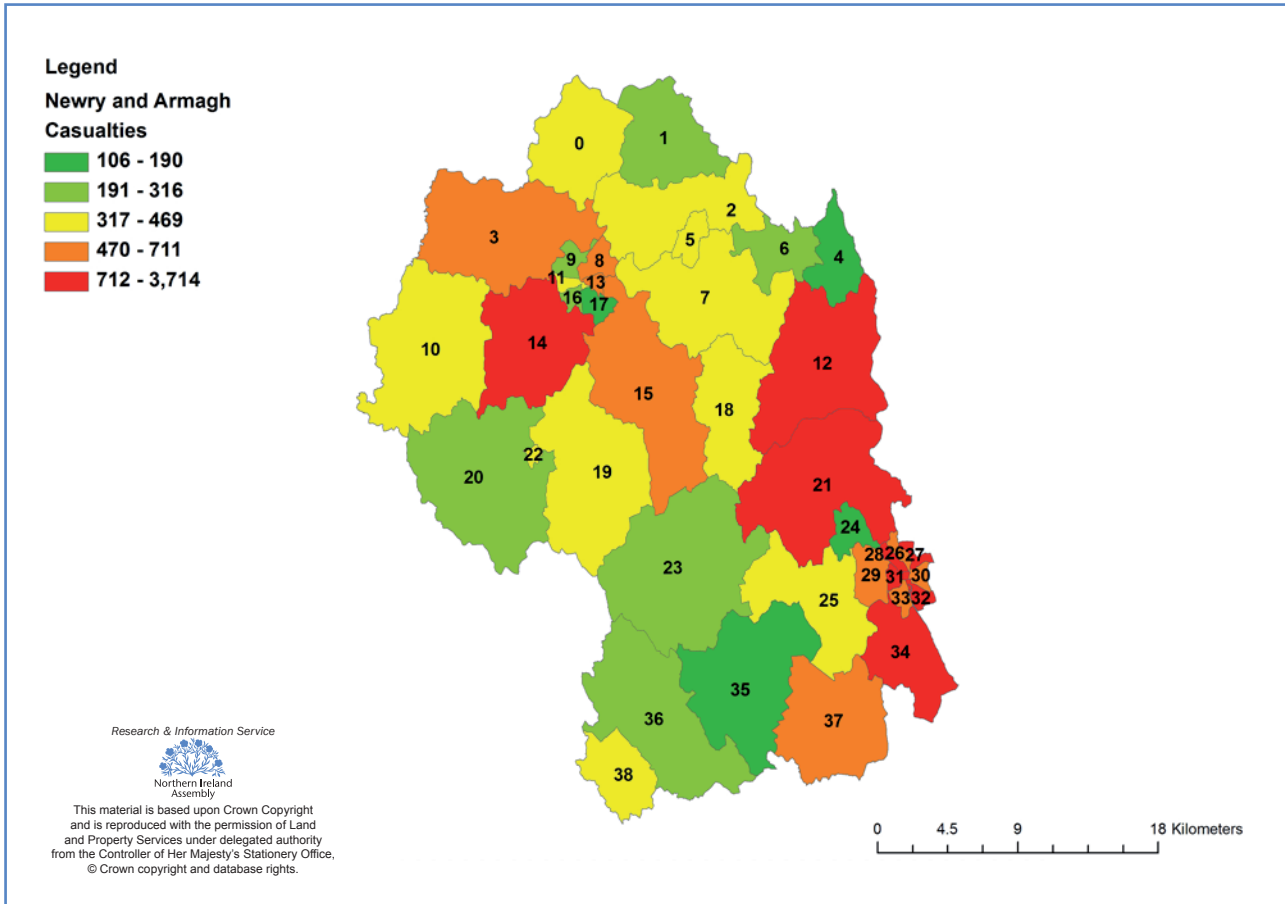 Legend
Newry and Armagh
Casualties
106 - 190
191 - 316
317 - 469
470 - 711
712 - 3,714
0
1
2
3
4
5
6
7
8
9
10
11
12
13
14
15
16
17
18
19
20
21
22
23
24
25
26
27
28
29
30
31
32
33
34
35
36
37
38
Research & Information Service
Northern Ireland
Assembly
This material is based upon Crown Copyright
and is reproduced with the permission of Land
and Property Services under delegated authority
from the Controller of Her Majesty's Stationery Office,
© Crown copyright and database rights.
0 4.5 9 18 Kilometers